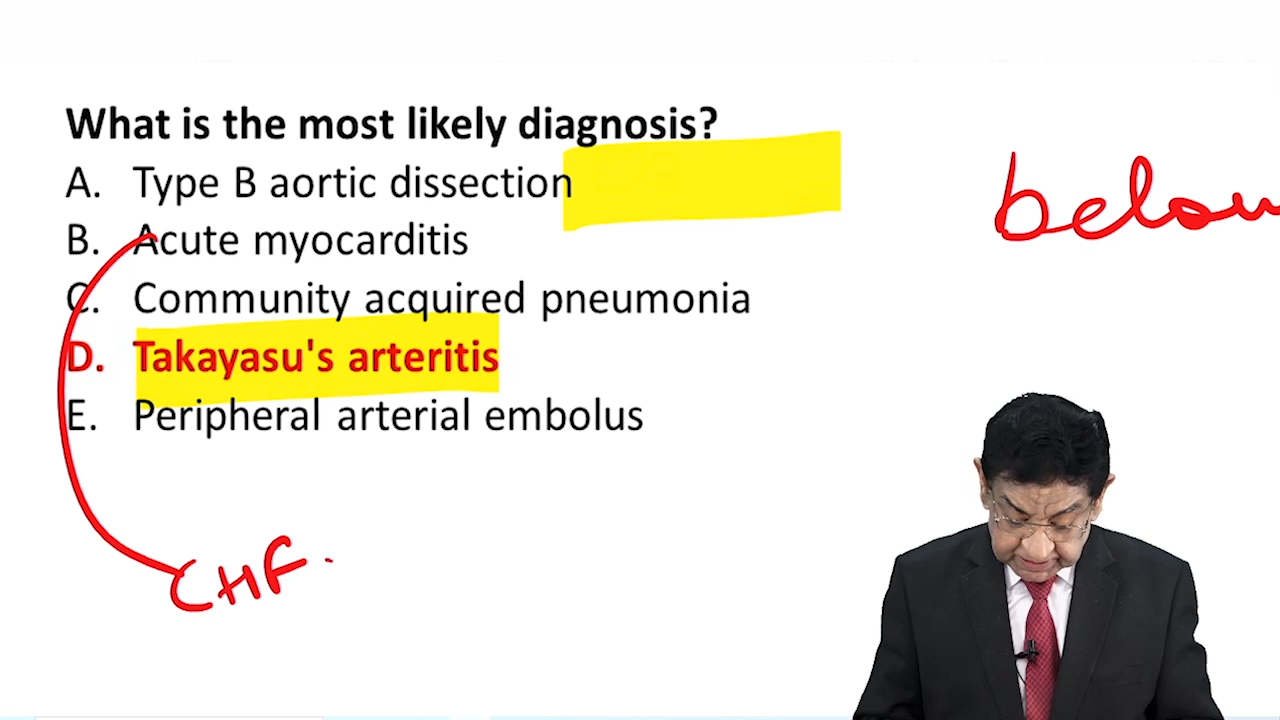 What is the most likely diagnosis?
A. Type B aortic dissection
B. Acute myocarditis
C. Community acquired pneumonia
D. Takayasu's arteritis
E. Peripheral arterial embolus
below
CHF.